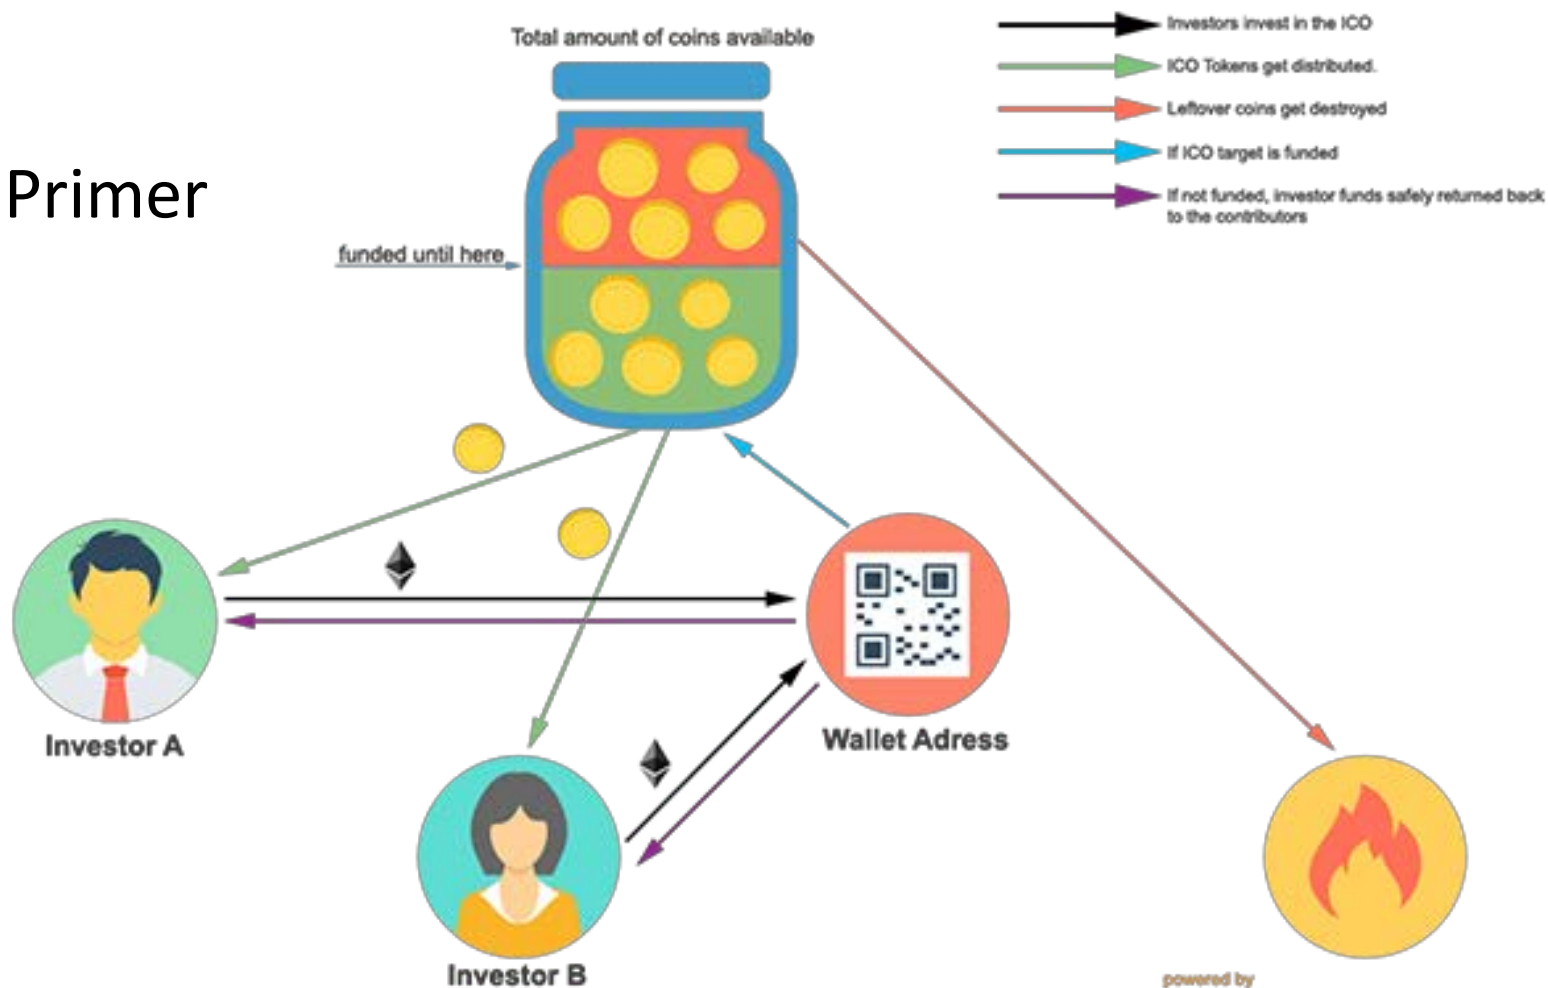 Total amount of coins available
Investors invest in the ICO
ICO Tokens get distributed.
Leftover coins get destroyed
If ICO target is funded
If not funded, investor funds safely returned back
to the contributors
Primer
funded until here
Investor A
Wallet Adress
Investor B
powered by